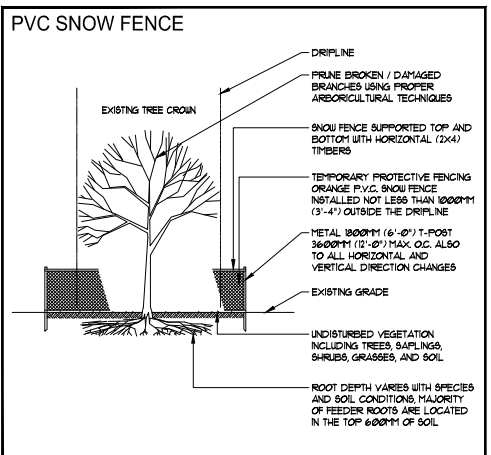 PVC SNOW FENCE
DRIPLINE
PRUNE BROKEN / DAMAGED
BRANCHES USING PROPER
ARBORICULTURAL TECHNIQUES
EXISTING TREE CROWN
SNOW FENCE SUPPORTED TOP AND
BOTTOM WITH HORIZONTAL (2X4)
TIMBERS
TEMPORARY PROTECTIVE FENCING
ORANGE P.V.C. SNOW FENCE
INSTALLED NOT LESS THAN 1000MM
(3'-4") OUTSIDE THE DRIPLINE
METAL 1800MM (6'-0") T-POST
3600MM (12'-0") MAX. O.C. ALSO
TO ALL HORIZONTAL AND
VERTICAL DIRECTION CHANGES
EXISTING GRADE
UNDISTURBED VEGETATION
INCLUDING TREES, SAPLINGS,
SHRUBS, GRASSES, AND SOIL
ROOT DEPTH VARIES WITH SPECIES
AND SOIL CONDITIONS, MAJORITY
OF FEEDER ROOTS ARE LOCATED
IN THE TOP 600MM OF SOIL